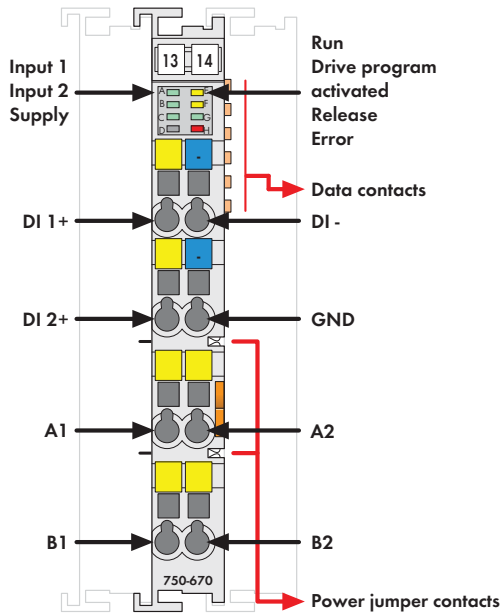 Input 1
Input 2
Supply
13 14
Run
Drive program
activated
Release
Error
A E
B F
C G
D H
Data contacts
-
DI 1+
DI -
-
DI 2+
GND
A1
A2
B1
B2
750-670
Power jumper contacts